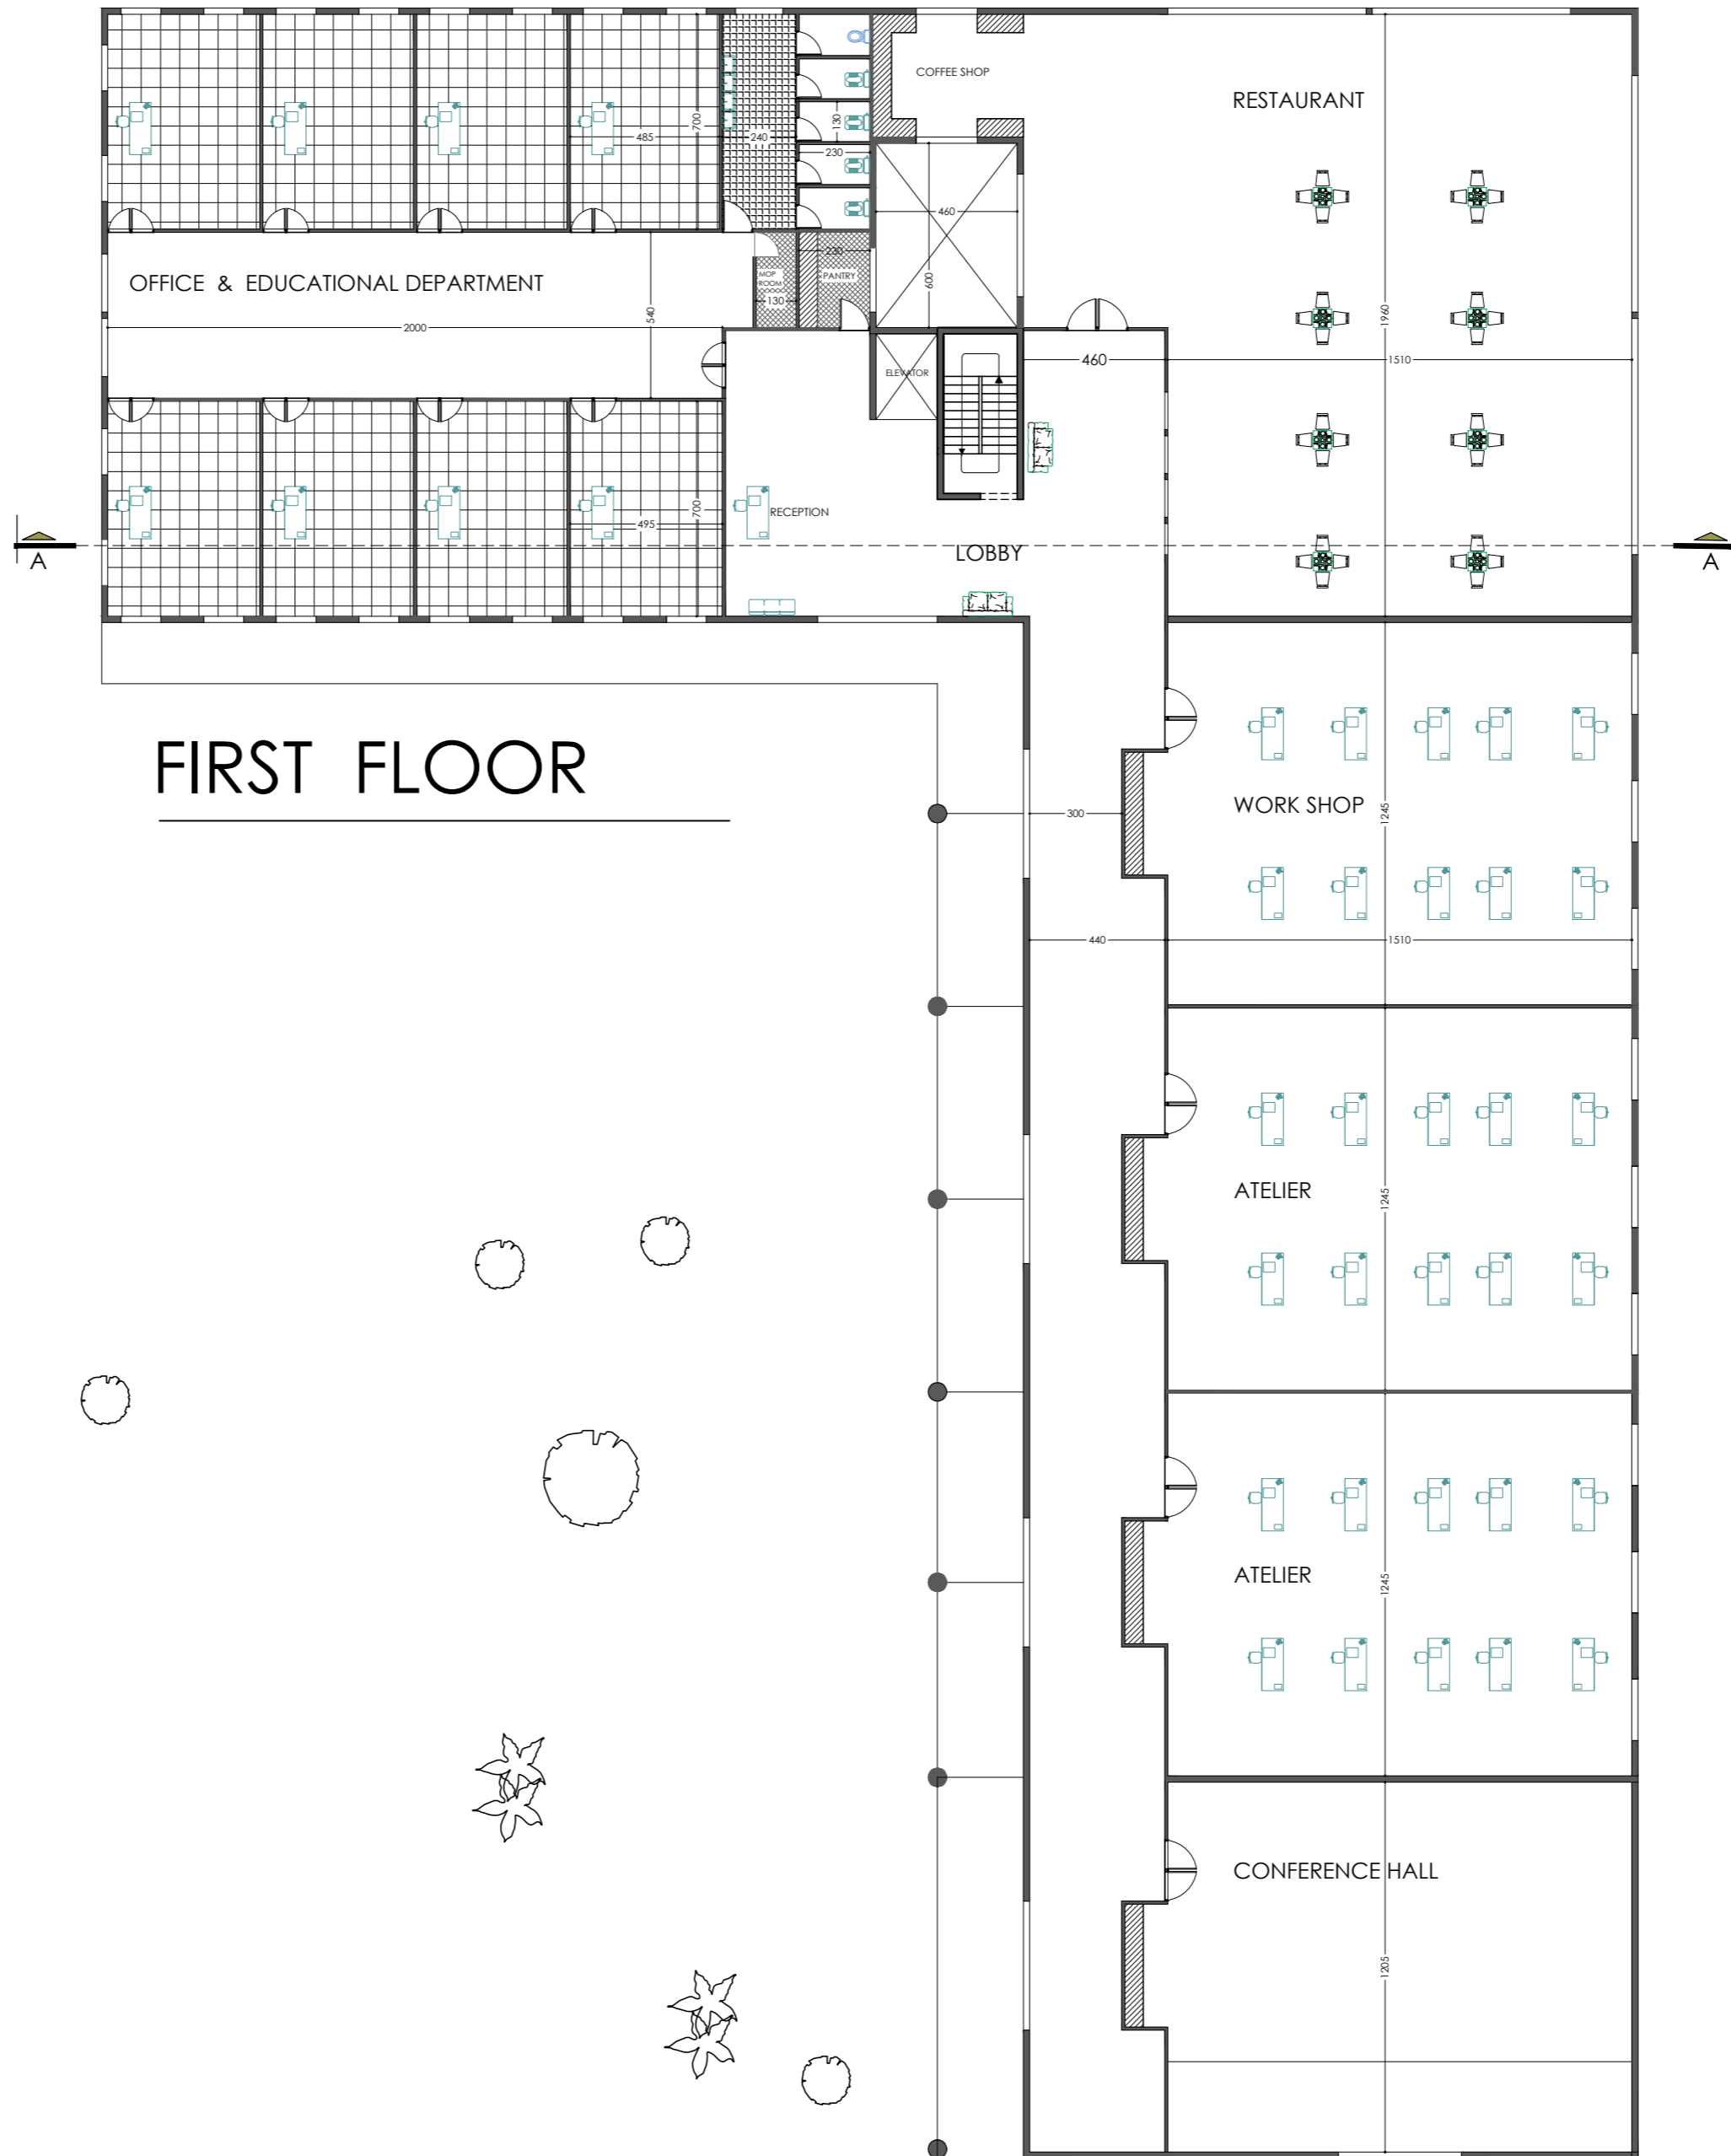 COFFEE SHOP
RESTAURANT
700
485
240
130
230
460
600
OFFICE & EDUCATIONAL DEPARTMENT
MOP
ROOM
130
230
PANTRY
540
2000
1960
460
1510
ELEVATOR
700
495
RECEPTION
LOBBY
A
A
FIRST FLOOR
300
WORK SHOP
1245
440
1510
ATELIER
1245
ATELIER
1245
CONFERENCE HALL
1205